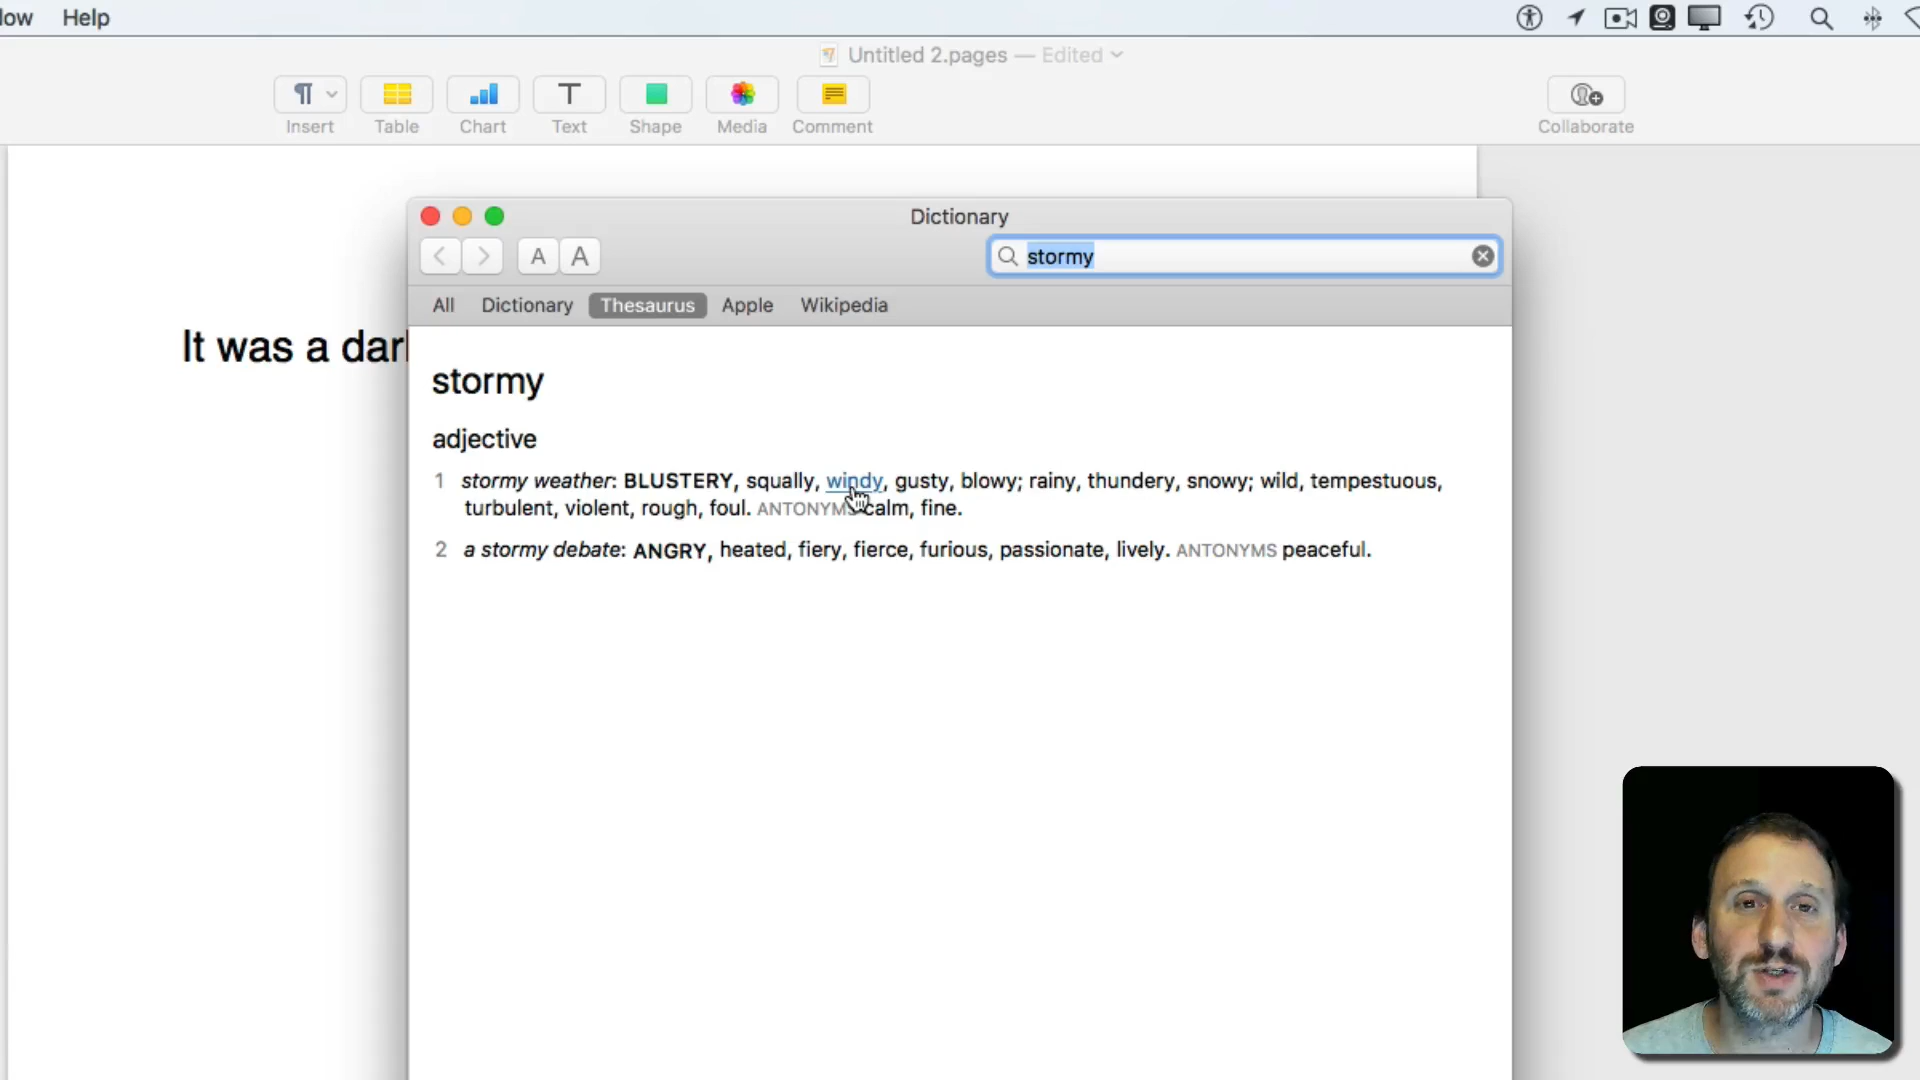 low Help
Untitled 2.pages — Edited
Insert Table Chart Text Shape Media Comment Collaborate
Dictionary
A A stormy
All Dictionary Thesaurus Apple Wikipedia
It was a dar
stormy
adjective
1 stormy weather: BLUSTERY, squally, windy, gusty, blowy; rainy, thundery, snowy; wild, tempestuous,
turbulent, violent, rough, foul. ANTONYMS calm, fine.
2 a stormy debate: ANGRY, heated, fiery, fierce, furious, passionate, lively. ANTONYMS peaceful.